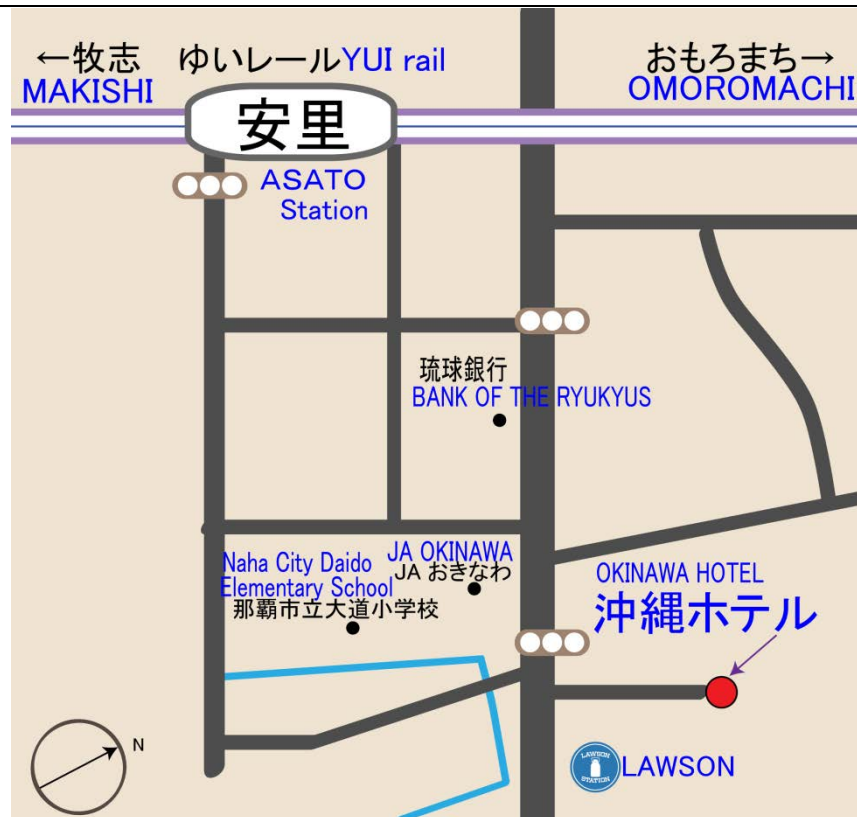 ←牧志
MAKISHI
ゆいレールYUI rail
おもろまち→
OMOROMACHI
安里
ASATO
Station
琉球銀行
BANK OF THE RYUKYUS
Naha City Daido
Elementary School
那覇市立大道小学校
JA OKINAWA
JA おきなわ
OKINAWA HOTEL
沖縄ホテル
N
LAWSON
STATION
LAWSON